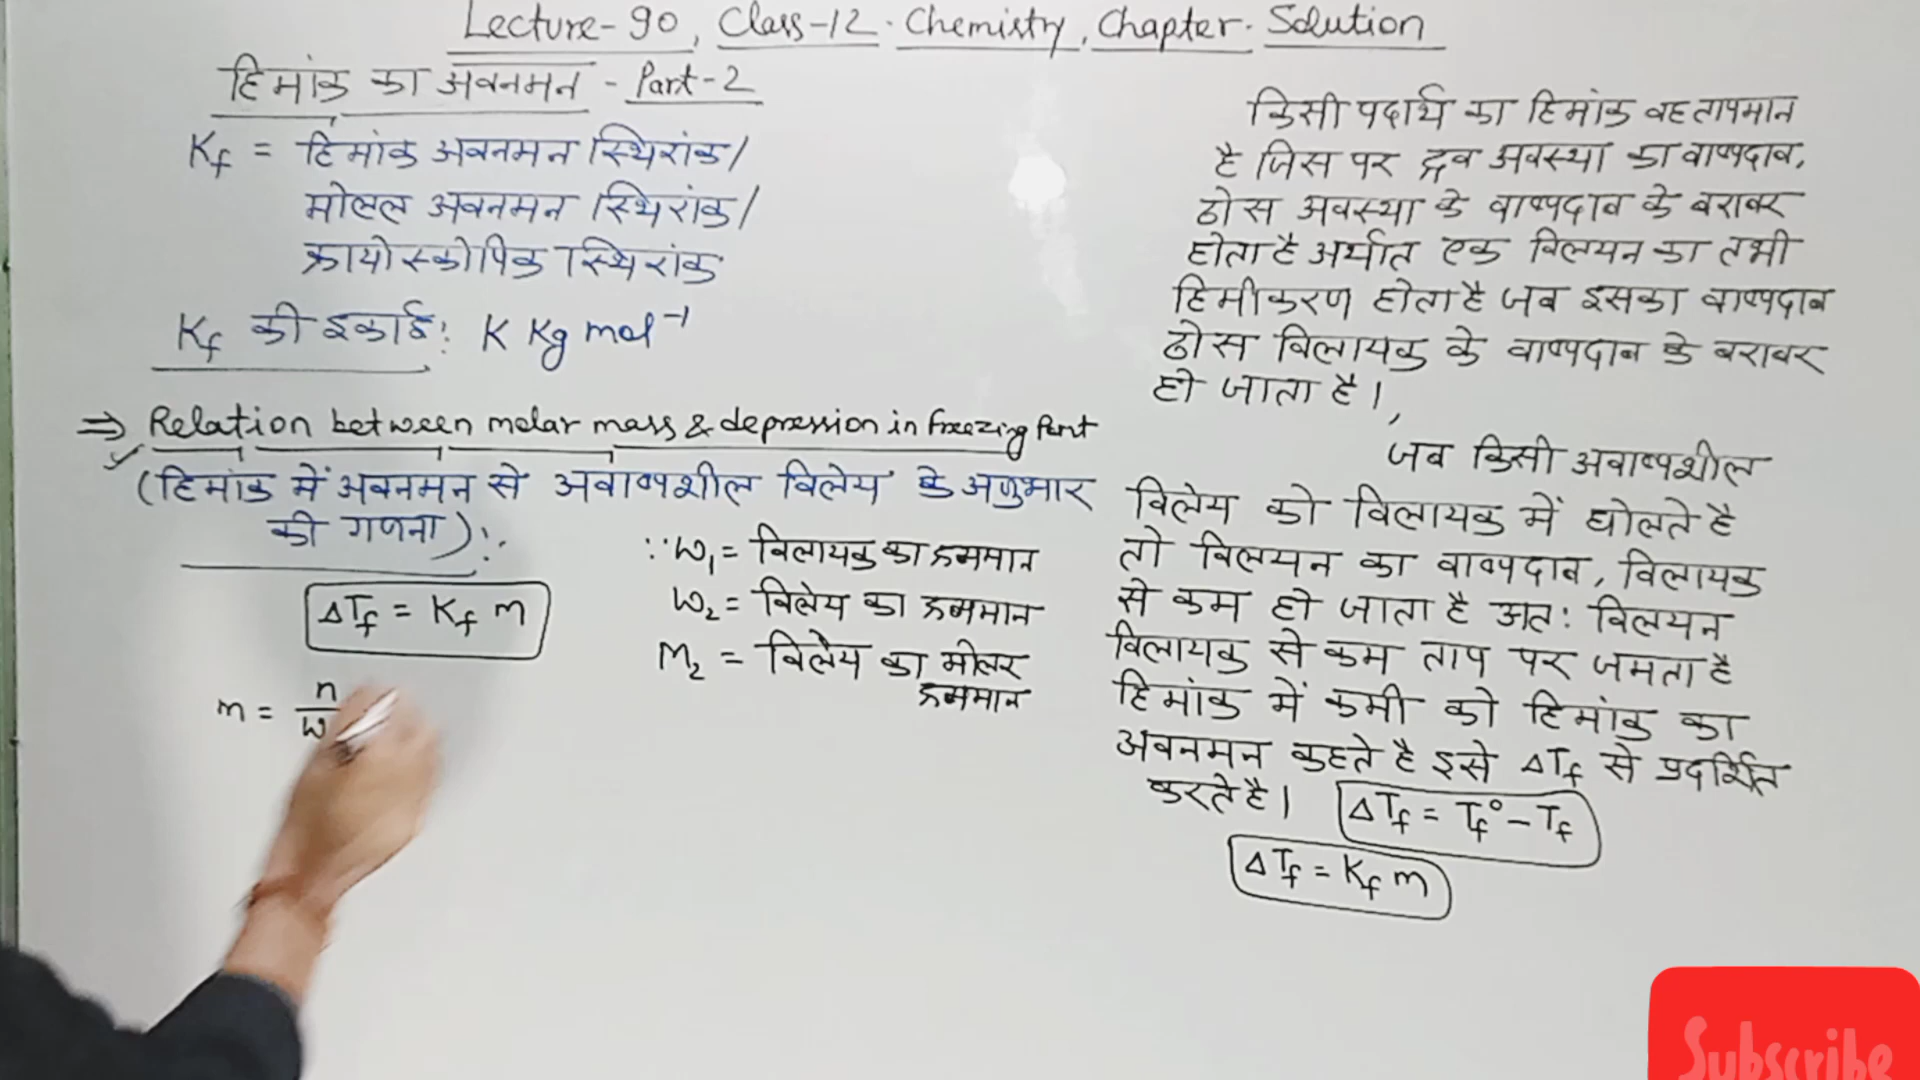 Lecture-90, Class-12. Chemistry, Chapter. Solution
हिमांक का अवनमन - Part-2
Kf = हिमांक अवनमन स्थिरांक/
मोलल अवनमन स्थिरांक/
क्रायोस्कोपिक स्थिरांक
Kf की इकाई: K Kg mol⁻¹
⇒ Relation between molar mass & depression in freezing Point
(हिमांक में अवनमन से अवाष्पशील विलेय के अणुभार
की गणना):.
ΔTf = Kf m
m = n/W
∵ W₁ = विलायक का द्रव्यमान
W₂ = विलेय का द्रव्यमान
M₂ = विलेय का मोलर
द्रव्यमान
किसी पदार्थ का हिमांक वह तापमान
है जिस पर द्रव अवस्था का वाष्पदाब,
ठोस अवस्था के वाष्पदाब के बराबर
होता है अर्थात एक विलयन का तभी
हिमीकरण होता है जब इसका वाष्पदाब
ठोस विलायक के वाष्पदाब के बराबर
हो जाता है।,
जब किसी अवाष्पशील
विलेय को विलायक में घोलते है
तो विलयन का वाष्पदाब, विलायक
से कम हो जाता है अत: विलयन
विलायक से कम ताप पर जमता है
हिमांक में कमी को हिमांक का
अवनमन कहते है इसे ΔTf से प्रदर्शित
करते है। ΔTf = Tf° - Tf
ΔTf = Kf m
Subscribe